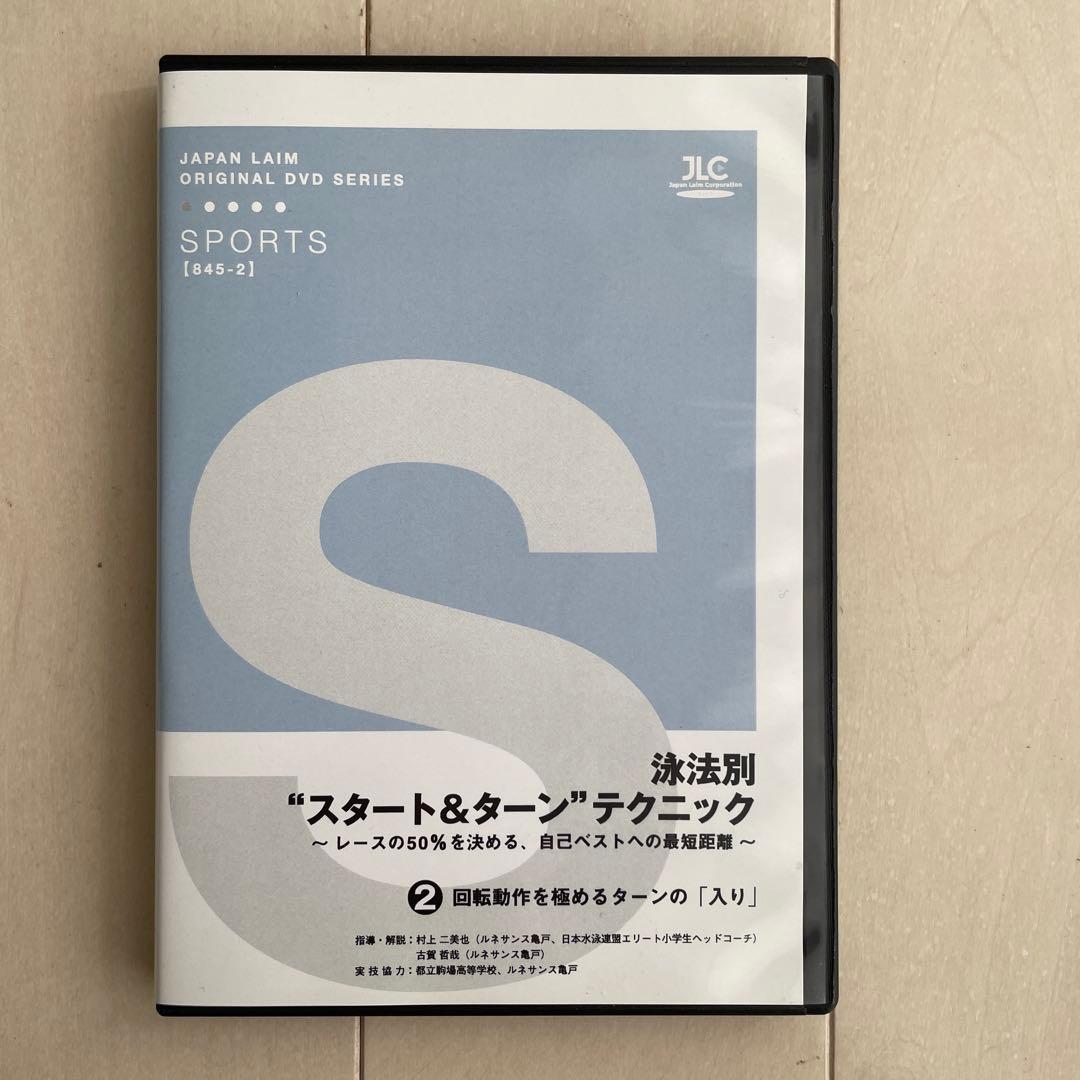 JAPAN LAIM
ORIGINAL DVD SERIES
JLC
Japan Laim Corporation
SPORTS
【845-2】
S
泳法別
“スタート&ターン”テクニック
〜レースの50%を決める、自己ベストへの最短距離〜
❷ 回転動作を極めるターンの「入り」
指導・解説：村上 二美也（ルネサンス亀戸、日本水泳連盟エリート小学生ヘッドコーチ）
古賀 哲哉（ルネサンス亀戸）
実技協力：都立駒場高等学校、ルネサンス亀戸